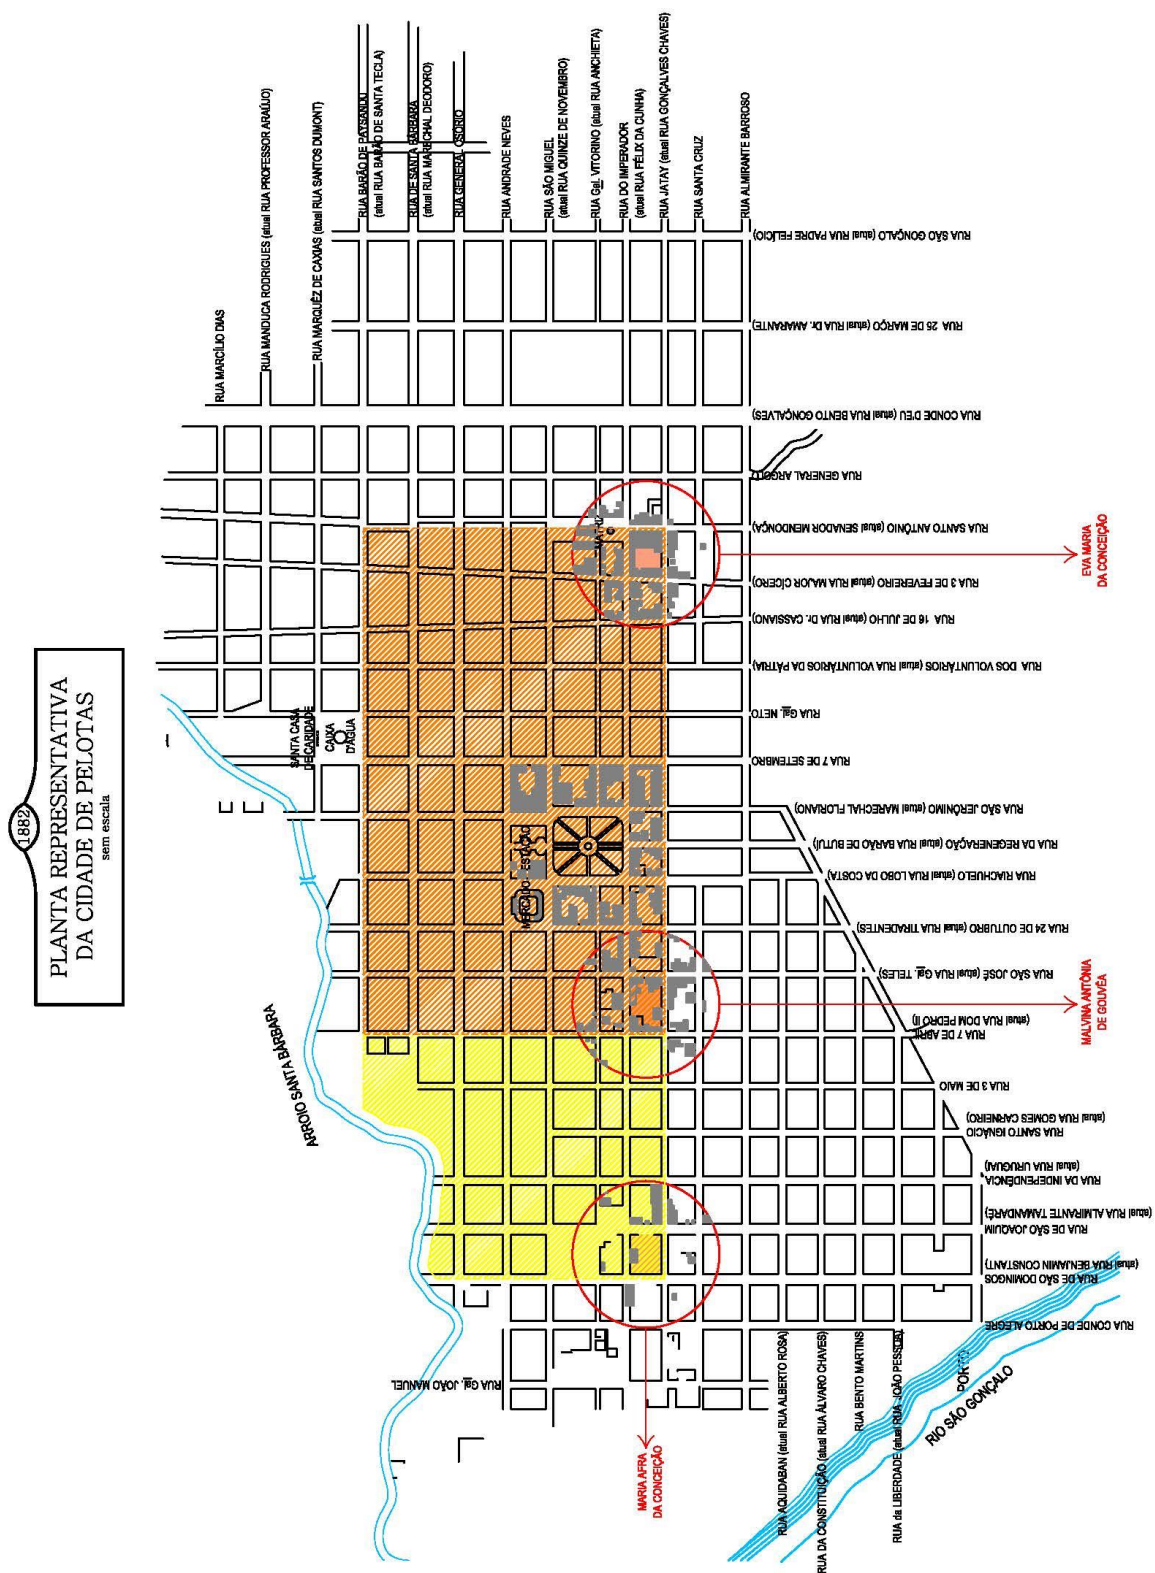 1882
PLANTA REPRESENTATIVA
DA CIDADE DE PELOTAS
sem escala
RUA MARCÍLIO DIAS
RUA MANDUCA RODRIGUES (atual RUA PROFESSOR ARAÚJO)
RUA MARQUÊZ DE CAXIAS (atual RUA SANTOS DUMONT)
RUA BARÃO DE PAYSANDU
(atual RUA BARÃO DE SANTA TECLA)
RUA DE SANTA BÁRBARA
(atual RUA MARECHAL DEODORO)
RUA GENERAL OSÓRIO
RUA ANDRADE NEVES
RUA SÃO MIGUEL
(atual RUA QUINZE DE NOVEMBRO)
RUA Gal. VITORINO (atual RUA ANCHIETA)
RUA DO IMPERADOR
(atual RUA FÉLIX DA CUNHA)
RUA JATAY (atual RUA GONÇALVES CHAVES)
RUA SANTA CRUZ
RUA ALMIRANTE BARROSO
RUA SÃO GONÇALO (atual RUA PADRE FELÍCIO)
RUA 25 DE MARÇO (atual RUA Dr. AMARANTE)
RUA CONDE D'EU (atual RUA BENTO GONÇALVES)
RUA GENERAL ARGOLO
RUA SANTO ANTÔNIO (atual SENADOR MENDONÇA)
RUA 3 DE FEVEREIRO (atual RUA MAJOR CÍCERO)
RUA 16 DE JULHO (atual RUA Dr. CASSIANO)
RUA DOS VOLUNTÁRIOS (atual RUA VOLUNTÁRIOS DA PÁTRIA)
RUA Gal. NETO
RUA 7 DE SETEMBRO
SÃO JERÔNIMO (atual MARECHAL FLORIANO)
RUA DA REGENERAÇÃO (atual RUA BARÃO DE BUTUÍ)
RIACHUELO (atual RUA LOBO DA COSTA)
RUA 24 DE OUTUBRO (atual RUA TIRADENTES)
RUA SÃO JOSÉ (atual RUA Gal. TELES)
RUA 7 DE ABRIL
(atual RUA DOM PEDRO II)
RUA 3 DE MAIO
RUA SANTO IGNÁCIO
(atual RUA GOMES CARNEIRO)
RUA DA INDEPENDÊNCIA
(atual RUA URUGUAI)
RUA DE SÃO JOAQUIM
(atual RUA ALMIRANTE TAMANDARÉ)
RUA DE SÃO DOMINGOS
(atual RUA BENJAMIN CONSTANT)
RUA CONDE DE PORTO ALEGRE
RUA Gal. JOÃO MANUEL
RUA AQUIDABAN (atual RUA ALBERTO ROSA)
RUA DA CONSTITUIÇÃO (atual RUA ÁLVARO CHAVES)
RUA BENTO MARTINS
RUA da LIBERDADE (atual RUA JOÃO PESSOA)
PORTO
RIO SÃO GONÇALO
ARROIO SANTA BÁRBARA
SANTA CASA
DE CARIDADE
CAIXA
D'ÁGUA
MERCADO
ESTAÇÃO
MATRIZ
EVA MARIA
DA CONCEIÇÃO
MALVINA ANTÔNIA
DE GOUVÊA
MARIA AFRA
DA CONCEIÇÃO